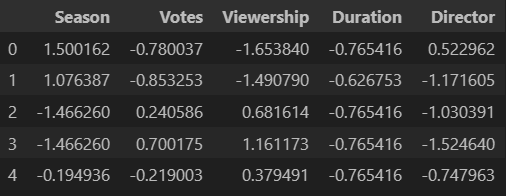 Season Votes Viewership Duration Director
0 1.500162 -0.780037 -1.653840 -0.765416 0.522962
1 1.076387 -0.853253 -1.490790 -0.626753 -1.171605
2 -1.466260 0.240586 0.681614 -0.765416 -1.030391
3 -1.466260 0.700175 1.161173 -0.765416 -1.524640
4 -0.194936 -0.219003 0.379491 -0.765416 -0.747963